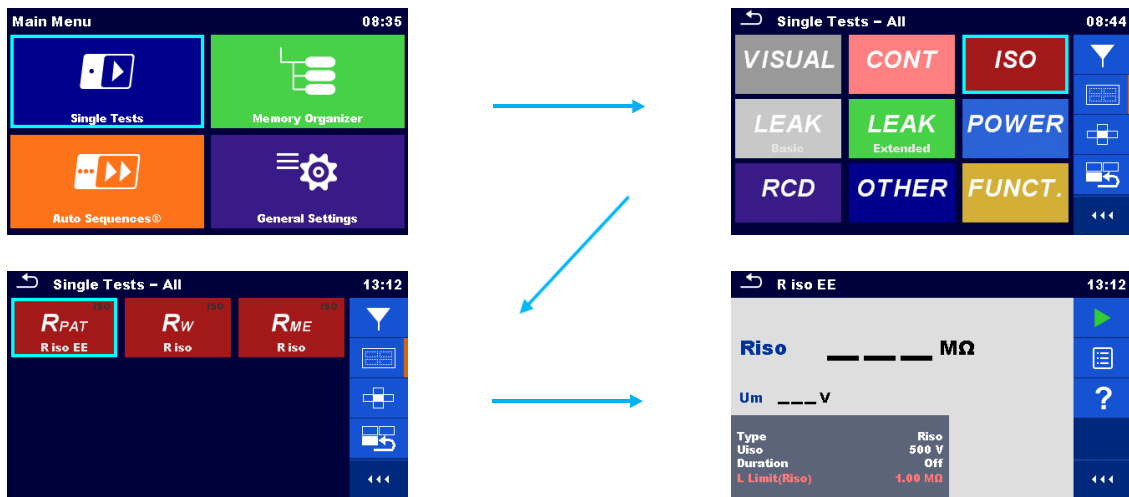 Main Menu 08:35
Single Tests
Memory Organizer
Auto Sequences®
General Settings
Single Tests – All 08:44
VISUAL CONT ISO
LEAK LEAK POWER
Basic Extended
RCD OTHER FUNCT.
Single Tests – All 13:12
ISO ISO ISO
RPAT RW RME
R iso EE R iso R iso
R iso EE 13:12
Riso ___ MΩ
Um ___ V
Type Riso
Uiso 500 V
Duration Off
L Limit(Riso) 1.00 MΩ
?